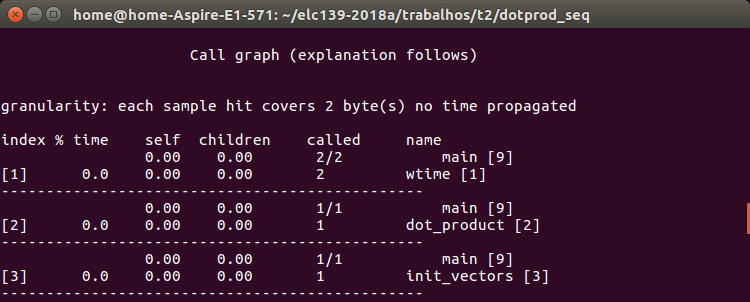 home@home-Aspire-E1-571: ~/elc139-2018a/trabalhos/t2/dotprod_seq
Call graph (explanation follows)
granularity: each sample hit covers 2 byte(s) no time propagated
index % time    self  children    called     name
                0.00    0.00       2/2           main [9]
[1]      0.0    0.00    0.00       2         wtime [1]
-----------------------------------------------
                0.00    0.00       1/1           main [9]
[2]      0.0    0.00    0.00       1         dot_product [2]
-----------------------------------------------
                0.00    0.00       1/1           main [9]
[3]      0.0    0.00    0.00       1         init_vectors [3]
-----------------------------------------------